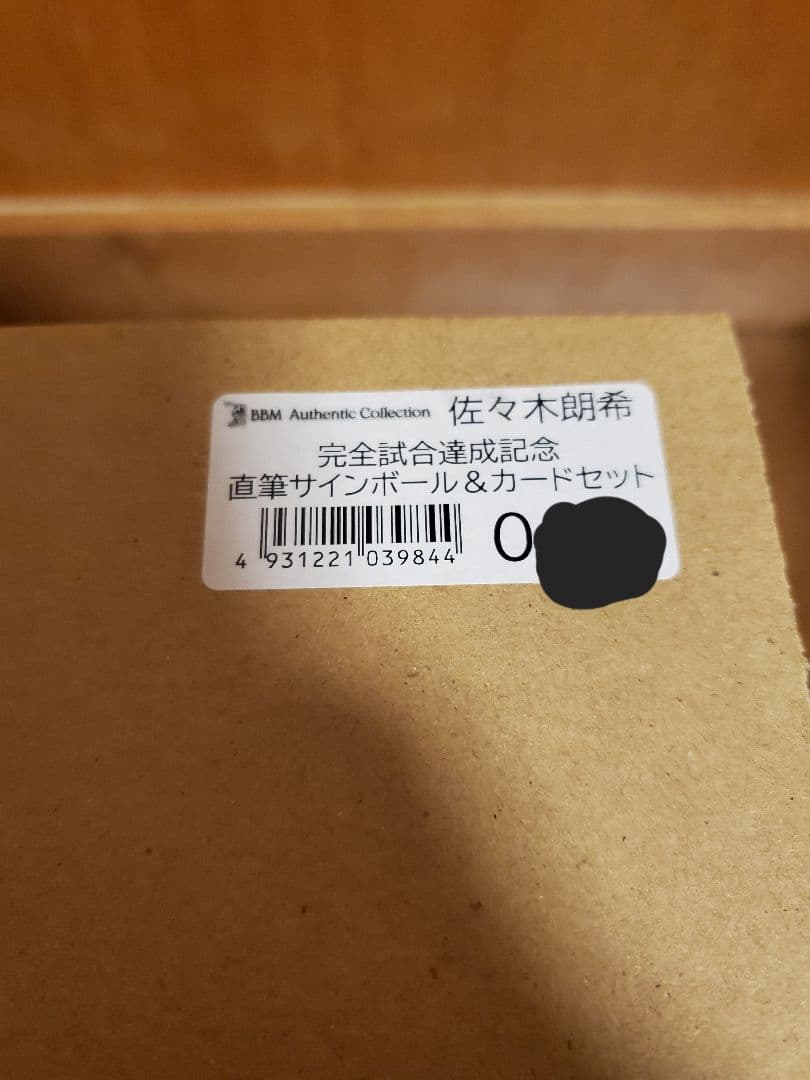 BBM Authentic Collection 佐々木朗希
完全試合達成記念
直筆サインボール&カードセット
4 931221 039844 0